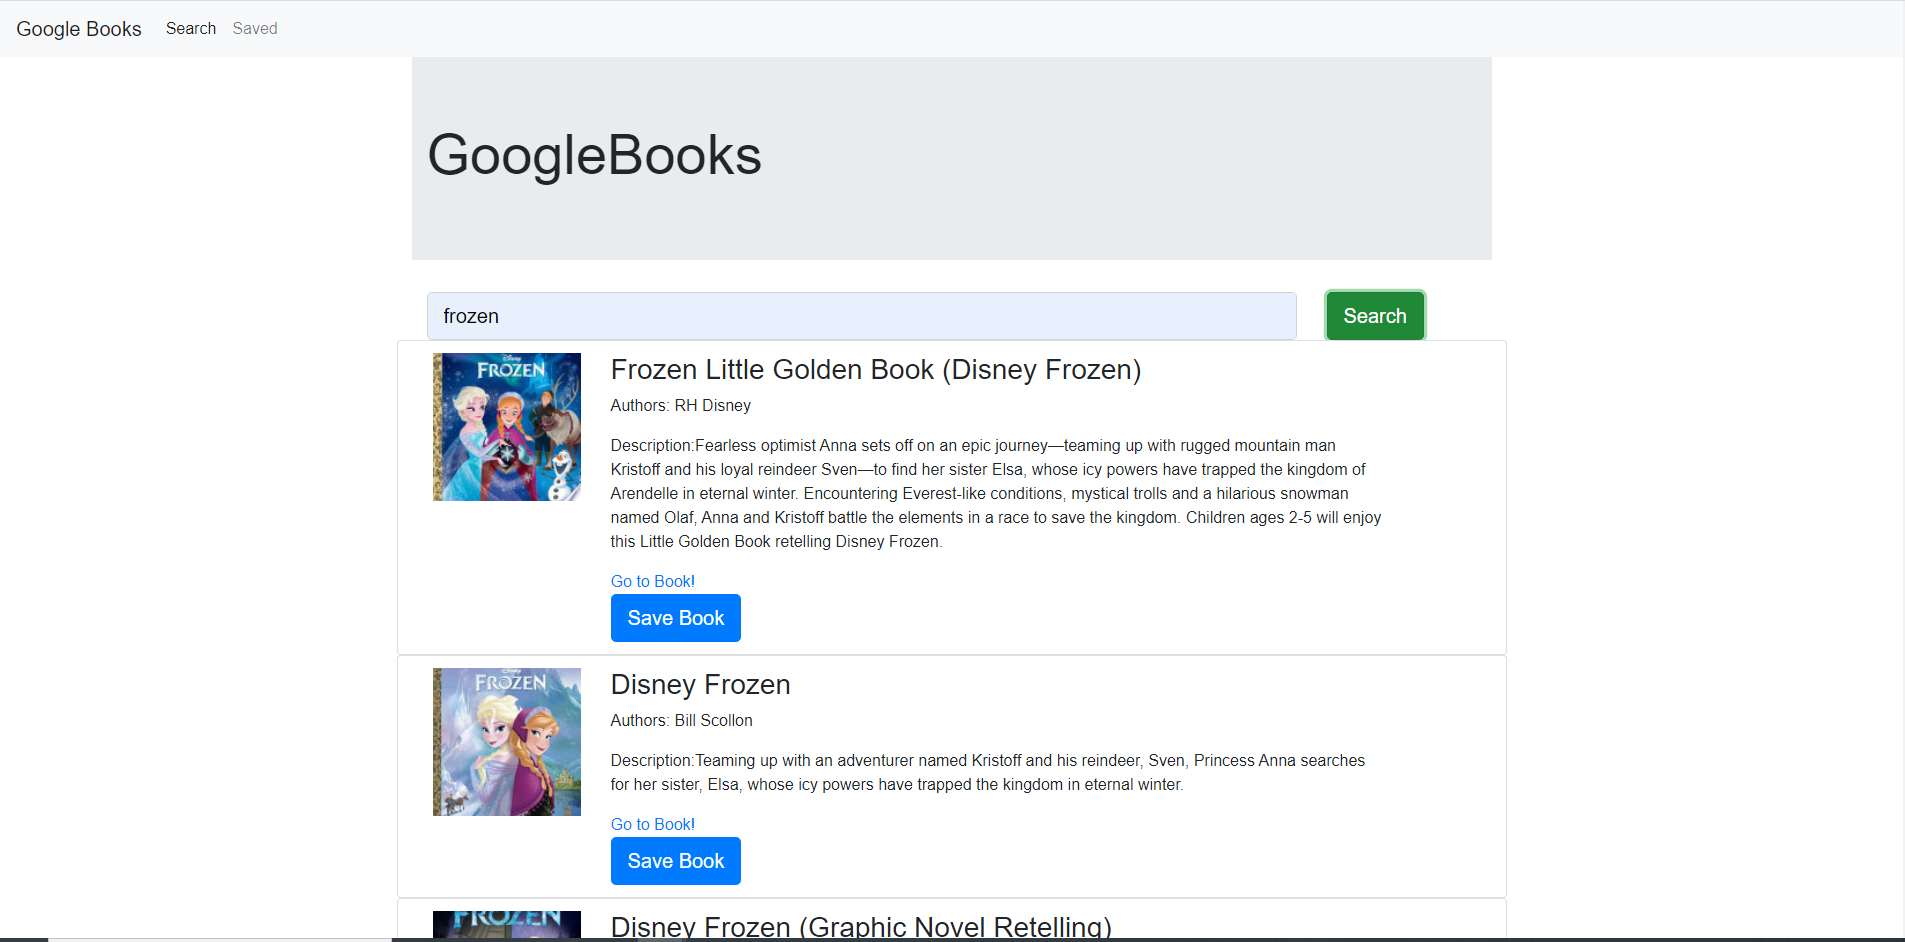 Google Books Search Saved
GoogleBooks
frozen Search
Disney
FROZEN
Frozen Little Golden Book (Disney Frozen)
Authors: RH Disney
Description:Fearless optimist Anna sets off on an epic journey—teaming up with rugged mountain man
Kristoff and his loyal reindeer Sven—to find her sister Elsa, whose icy powers have trapped the kingdom of
Arendelle in eternal winter. Encountering Everest-like conditions, mystical trolls and a hilarious snowman
named Olaf, Anna and Kristoff battle the elements in a race to save the kingdom. Children ages 2-5 will enjoy
this Little Golden Book retelling Disney Frozen.
Go to Book!
Save Book
Disney
FROZEN
Disney Frozen
Authors: Bill Scollon
Description:Teaming up with an adventurer named Kristoff and his reindeer, Sven, Princess Anna searches
for her sister, Elsa, whose icy powers have trapped the kingdom in eternal winter.
Go to Book!
Save Book
FROZEN
Disney Frozen (Graphic Novel Retelling)